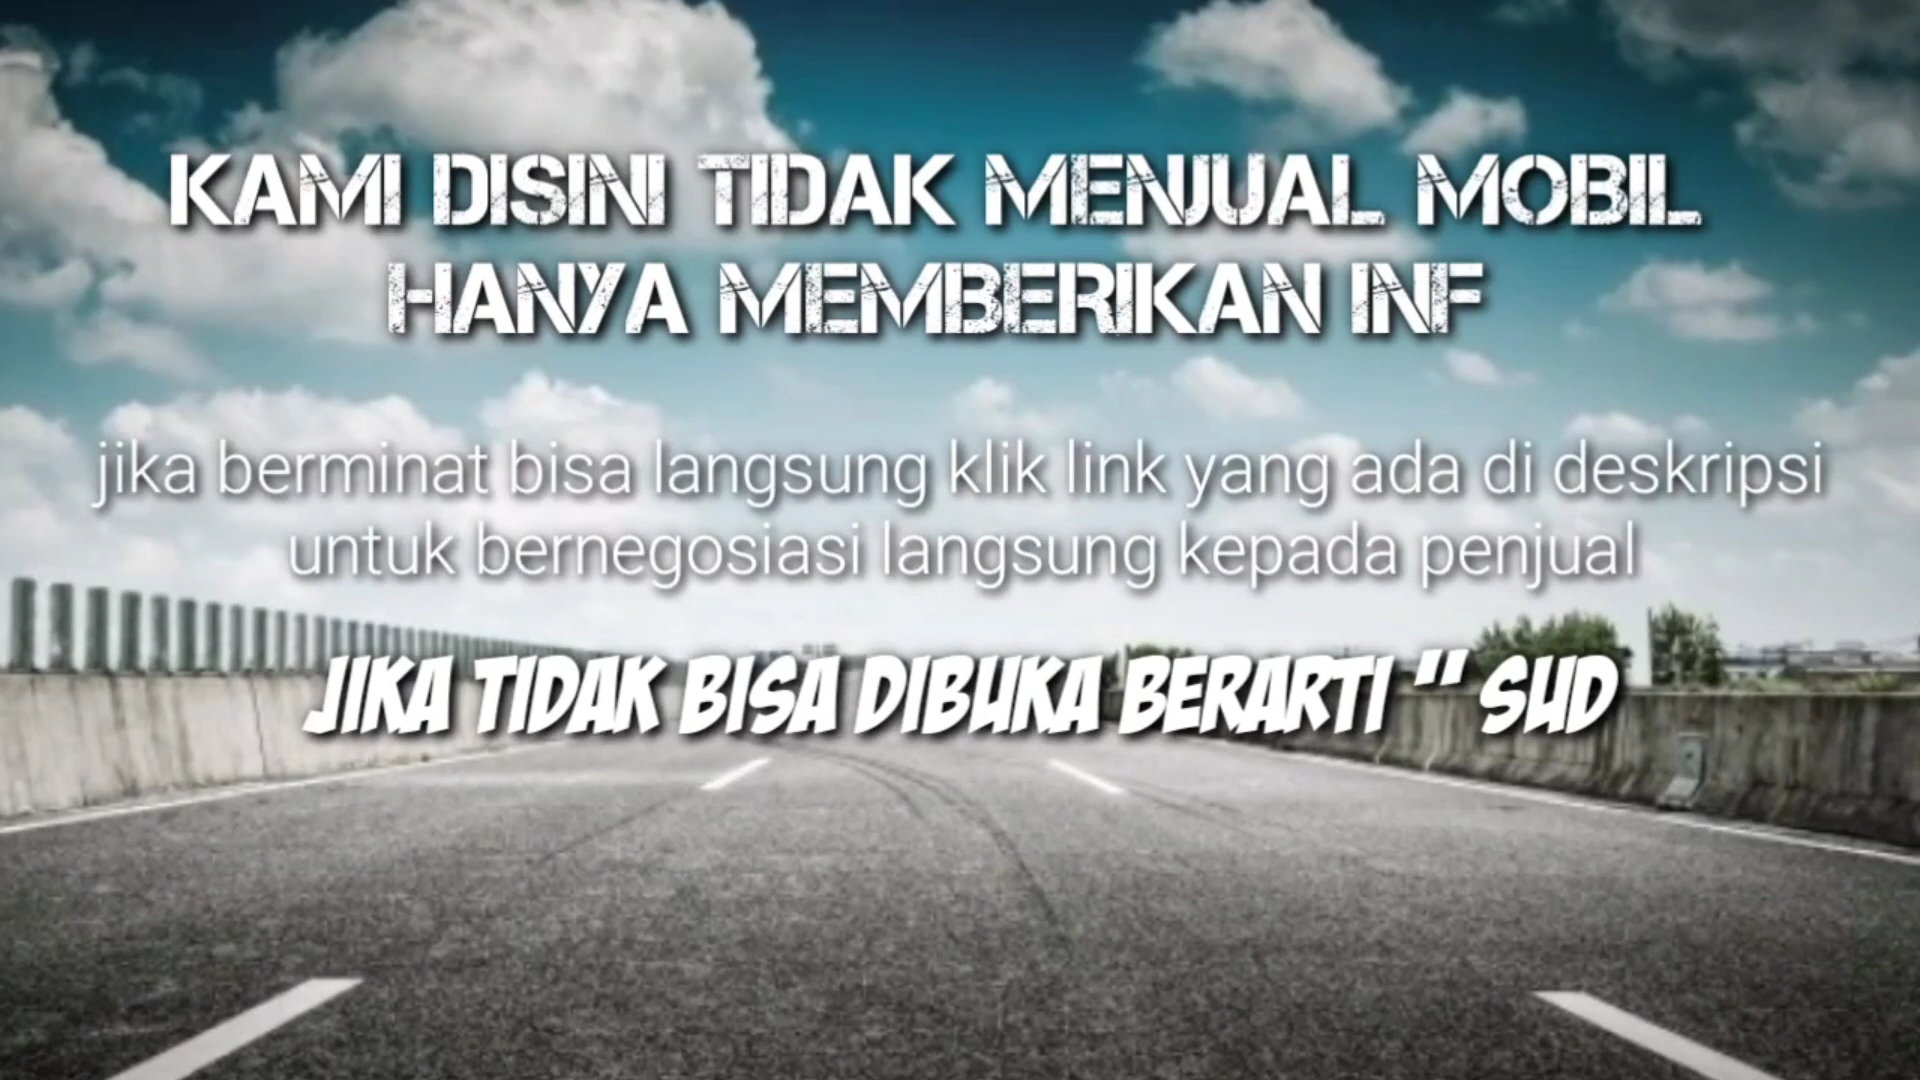 KAMI DISINI TIDAK MENJUAL MOBIL
HANYA MEMBERIKAN INF
jika berminat bisa langsung klik link yang ada di deskripsi
untuk bernegosiasi langsung kepada penjual
JIKA TIDAK BISA DIBUKA BERARTI " SUD